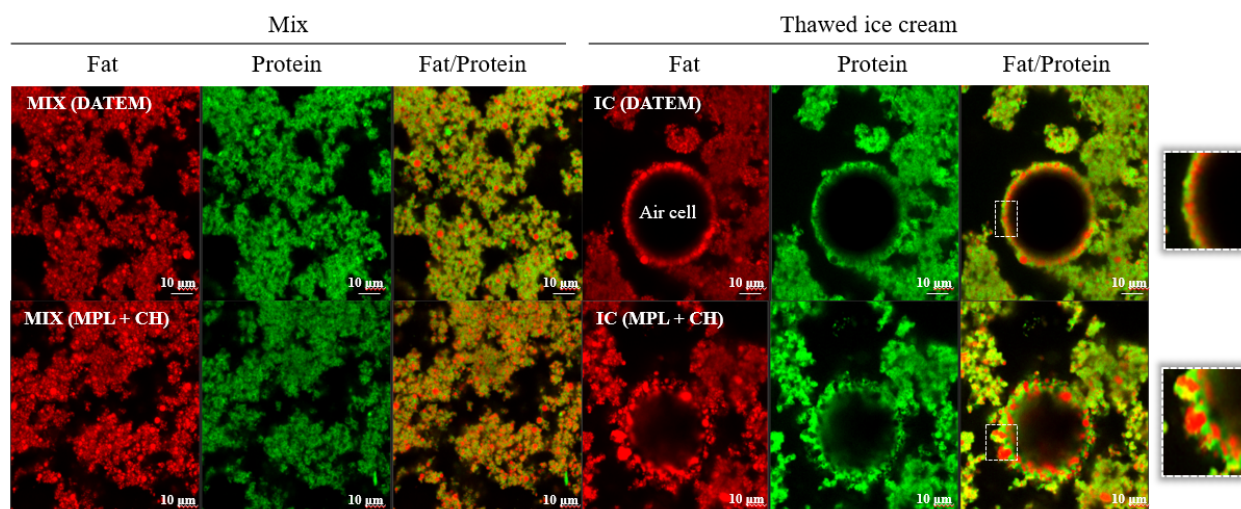 Mix Thawed ice cream
Fat Protein Fat/Protein Fat Protein Fat/Protein
MIX (DATEM) IC (DATEM)
Air cell
10 μm 10 μm 10 μm 10 μm 10 μm 10 μm
MIX (MPL + CH) IC (MPL + CH)
10 μm 10 μm 10 μm 10 μm 10 μm 10 μm